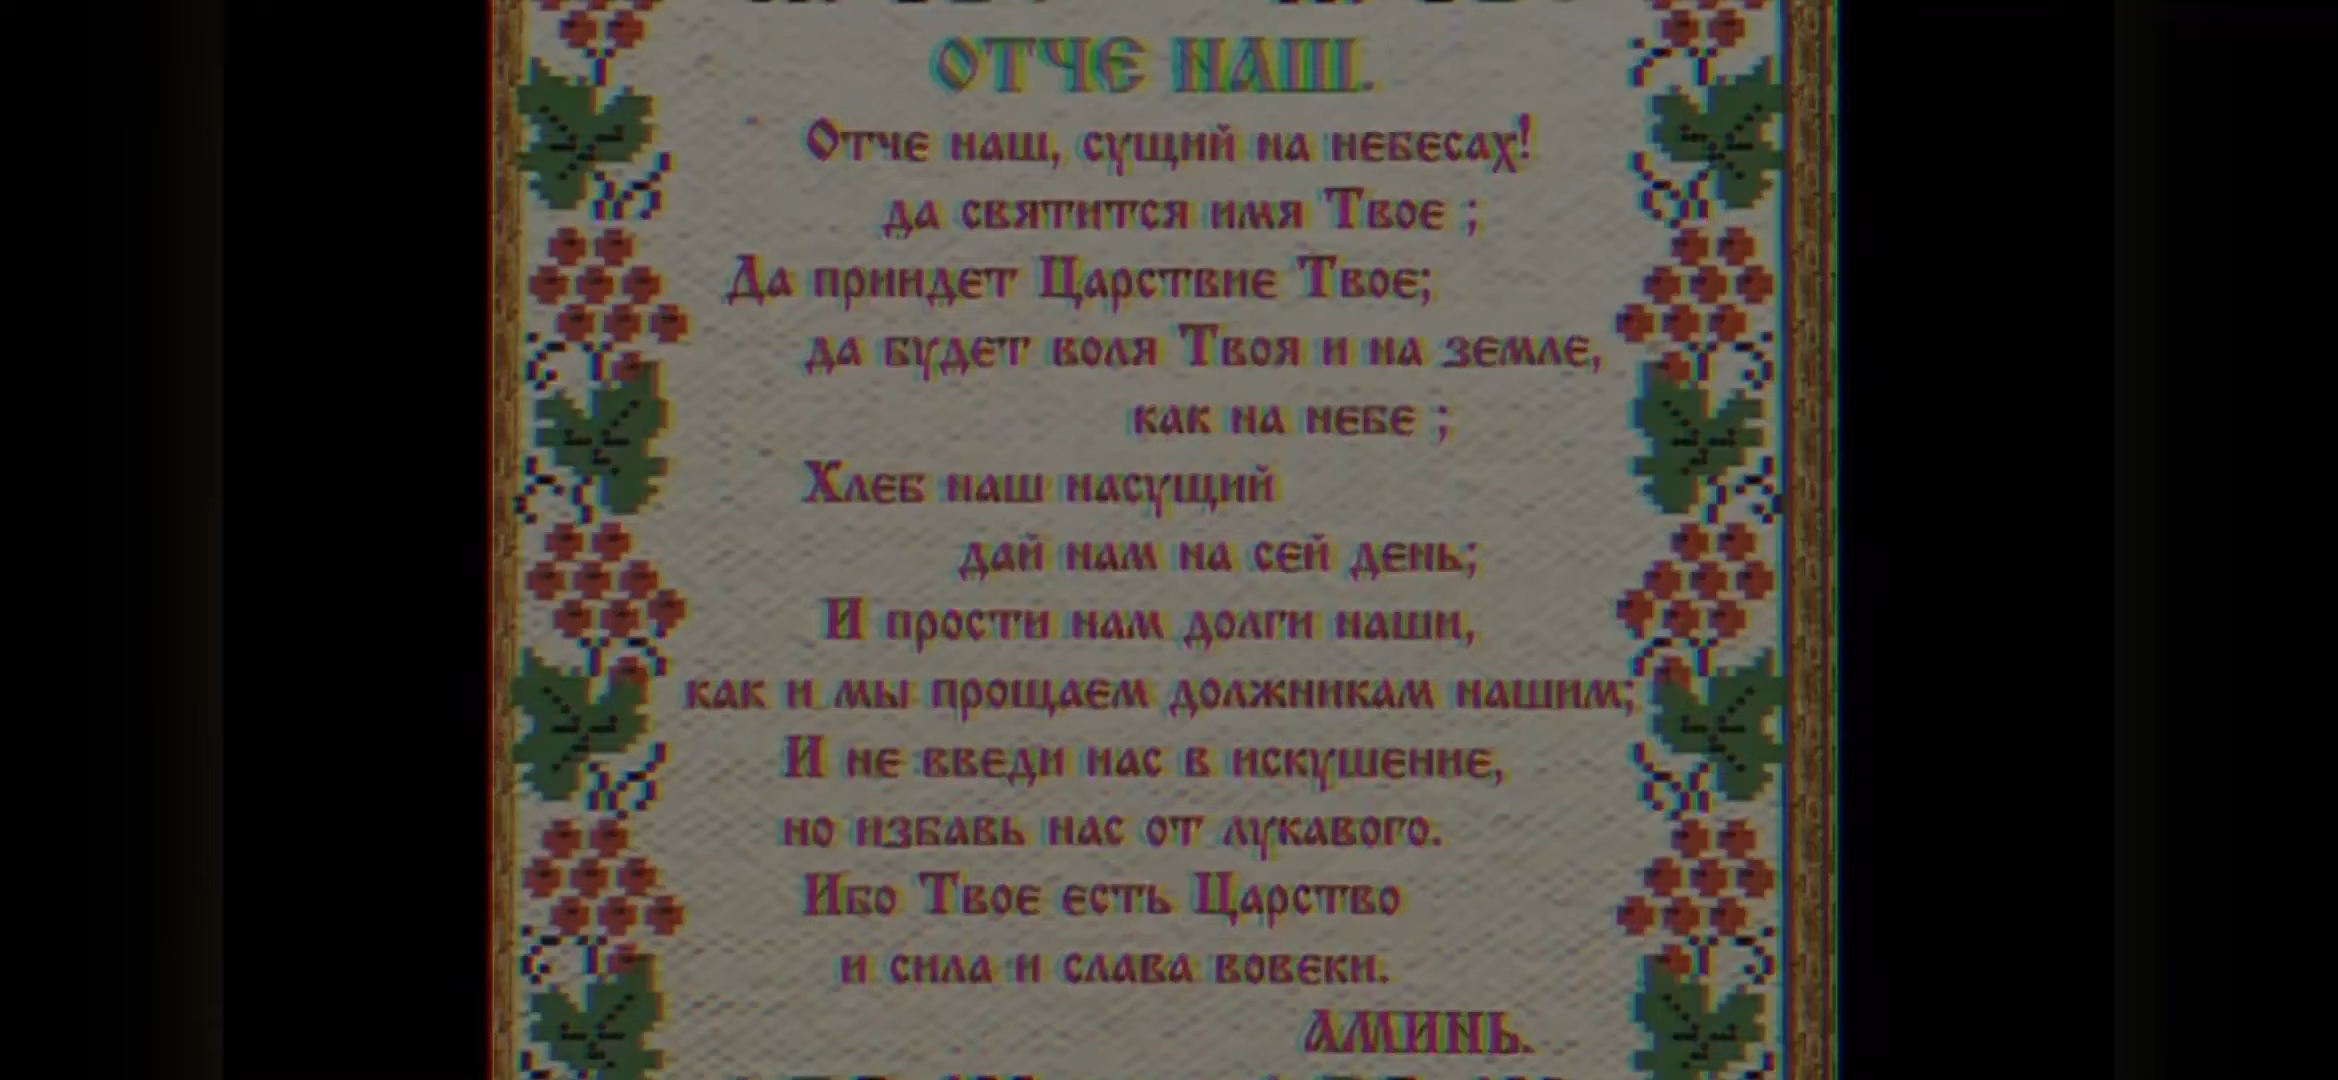 ОТЧЕ НАШ.
Отче наш, сущий на небесах!
да святится имя Твое ;
Да приидет Царствие Твое;
да будет воля Твоя и на земле,
как на небе ;
Хлеб наш насущий
дай нам на сей день;
И прости нам долги наши,
как и мы прощаем должникам нашим;
И не введи нас в искушение,
но избавь нас от лукавого.
Ибо Твое есть Царство
и сила и слава вовеки.
АМИНЬ.